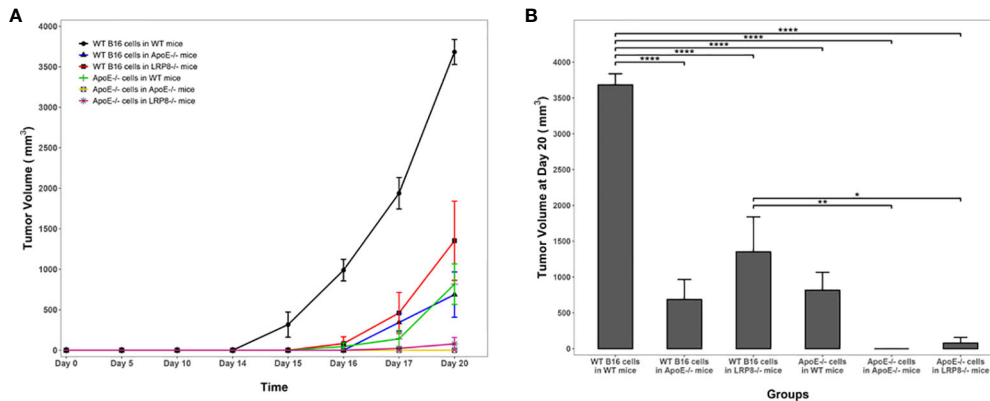 A
Tumor Volume ( mm3)
4000
3500
3000
2500
2000
1500
1000
500
0
WT B16 cells in WT mice
WT B16 cells in ApoE-/- mice
WT B16 cells in LRP8-/- mice
ApoE-/- cells in WT mice
ApoE-/- cells in ApoE-/- mice
ApoE-/- cells in LRP8-/- mice
Day 0
Day 5
Day 10
Day 14
Day 15
Day 16
Day 17
Day 20
Time
B
Tumor Volume at Day 20 ( mm3)
4000
3500
3000
2500
2000
1500
1000
500
0
****
****
****
****
****
*
**
WT B16 cells
in WT mice
WT B16 cells
in ApoE-/- mice
WT B16 cells
in LRP8-/- mice
ApoE-/- cells
in WT mice
ApoE-/- cells
in ApoE-/- mice
ApoE-/- cells
in LRP8-/- mice
Groups